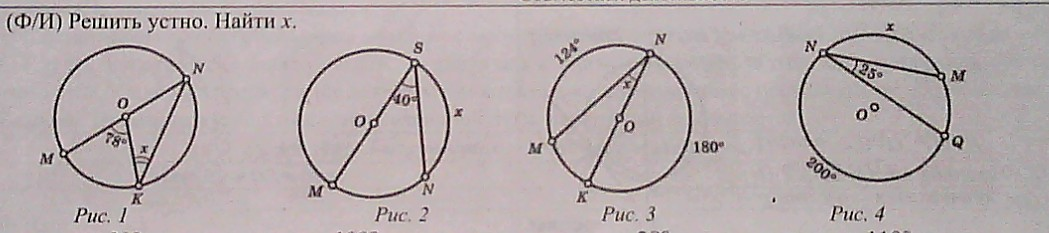 (Ф/И) Решить устно. Найти x.
N
O
78°
x
M
K
Рис. 1
S
40°
O
x
M
N
Рис. 2
124°
N
x
O
M
180°
K
Рис. 3
x
N
25°
M
O
Q
200°
Рис. 4